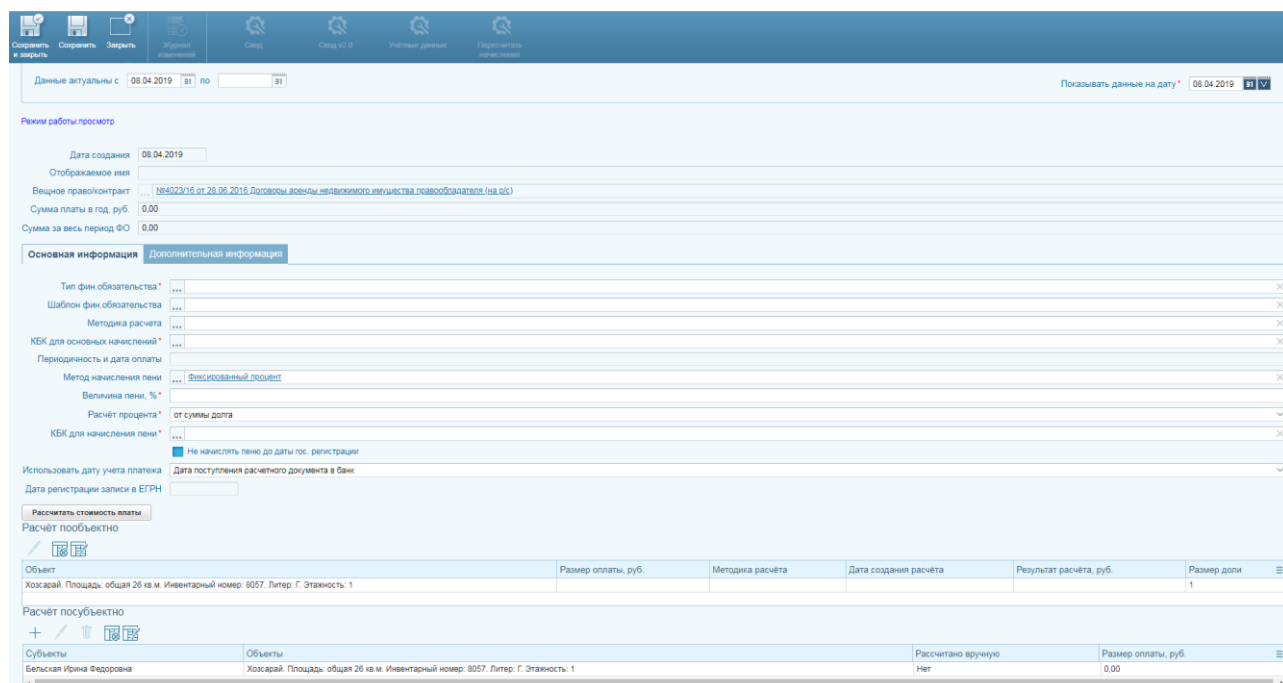 Сохранить и закрыть
Сохранить
Закрыть
Журнал изменений
Свод
Свод v2.0
Учётные данные
Пересчитать начисления
Данные актуальны с 08.04.2019 31 по 31
Показывать данные на дату* 08.04.2019 31
Режим работы:просмотр
Дата создания 08.04.2019
Отображаемое имя
Вещное право/контракт ... №4023/16 от 28.06.2016 Договоры аренды недвижимого имущества правообладателя (на р/с)
Сумма платы в год, руб. 0,00
Сумма за весь период ФО 0,00
Основная информация Дополнительная информация
Тип фин.обязательства* ...
Шаблон фин.обязательства ...
Методика расчета ...
КБК для основных начислений* ...
Периодичность и дата оплаты
Метод начисления пени ... Фиксированный процент
Величина пени, %*
Расчёт процента* от суммы долга
КБК для начисления пени* ...
Не начислять пеню до даты гос. регистрации
Использовать дату учета платежа Дата поступления расчетного документа в банк
Дата регистрации записи в ЕГРН
Рассчитать стоимость платы
Расчёт пообъектно
Объект Размер оплаты, руб. Методика расчёта Дата создания расчёта Результат расчёта, руб. Размер доли
Хозсарай. Площадь: общая 26 кв.м. Инвентарный номер: 8057. Литер: Г. Этажность: 1 1
Расчёт посубъектно
Субъекты Объекты Рассчитано вручную Размер оплаты, руб.
Бельская Ирина Федоровна Хозсарай. Площадь: общая 26 кв.м. Инвентарный номер: 8057. Литер: Г. Этажность: 1 Нет 0,00